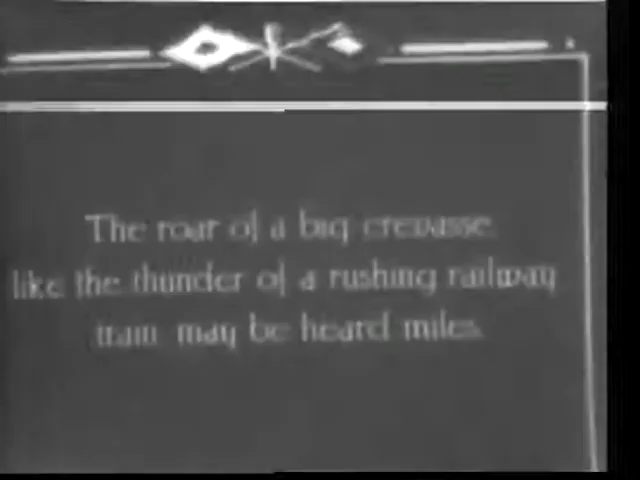 The roar of a big crevasse,
like the thunder of a rushing railway
train may be heard miles.